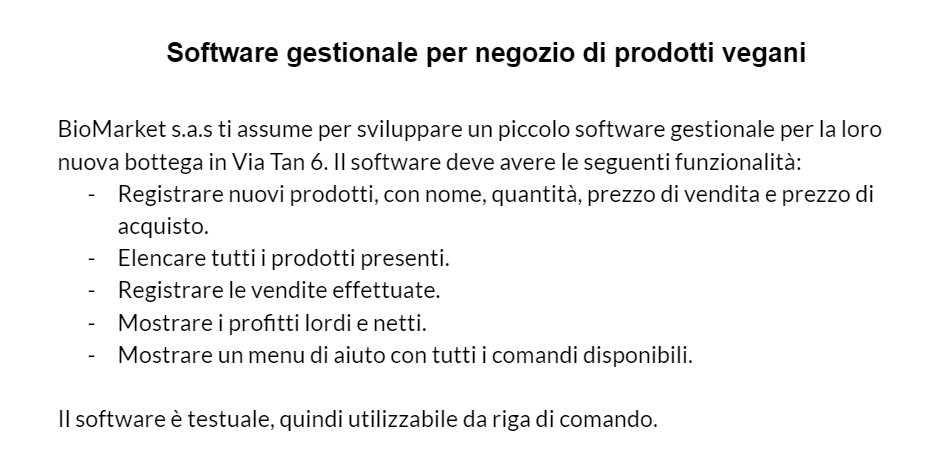 Software gestionale per negozio di prodotti vegani
BioMarket s.a.s ti assume per sviluppare un piccolo software gestionale per la loro
nuova bottega in Via Tan 6. Il software deve avere le seguenti funzionalità:
- Registrare nuovi prodotti, con nome, quantità, prezzo di vendita e prezzo di
acquisto.
- Elencare tutti i prodotti presenti.
- Registrare le vendite effettuate.
- Mostrare i profitti lordi e netti.
- Mostrare un menu di aiuto con tutti i comandi disponibili.
Il software è testuale, quindi utilizzabile da riga di comando.